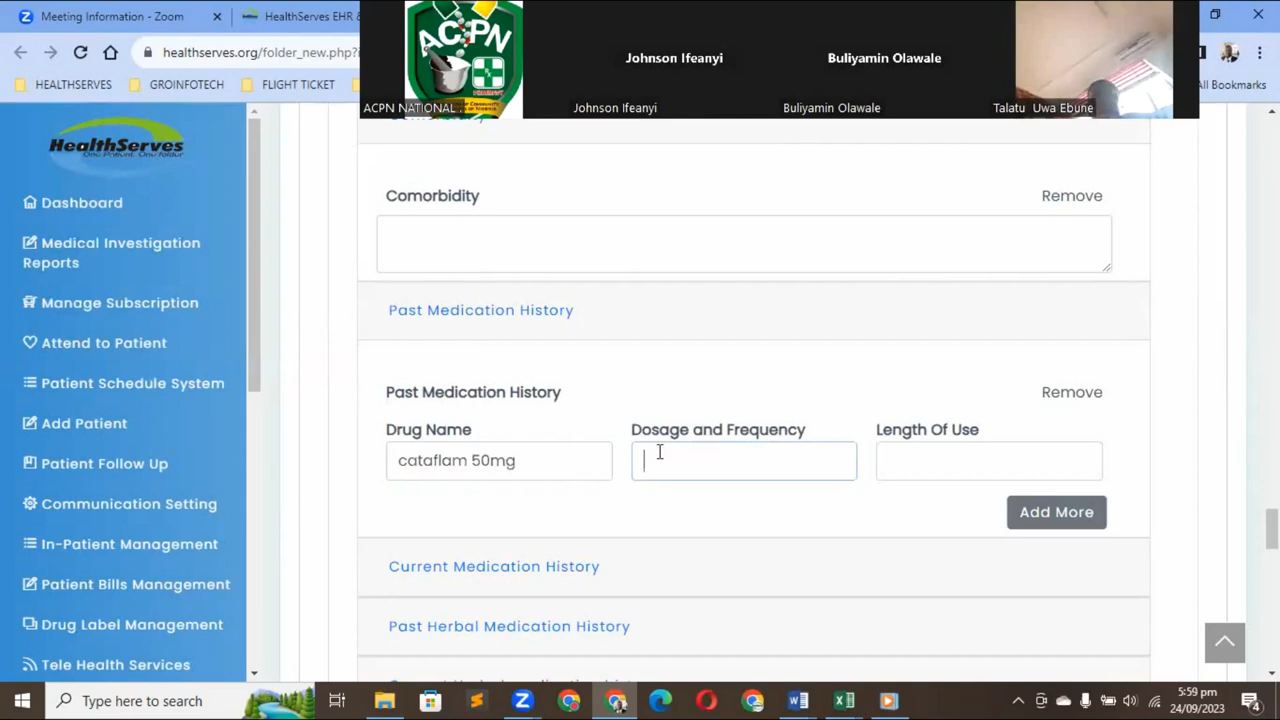 Meeting Information - Zoom
HealthServes EHR &
healthserves.org/folder_new.php?i
HEALTHSERVES
GROINFOTECH
FLIGHT TICKET
All Bookmarks
ACPN
ACPN NATIONAL
Johnson Ifeanyi
Johnson Ifeanyi
Buliyamin Olawale
Buliyamin Olawale
Talatu Uwa Ebune
HealthServes
One Patient. One folder
Dashboard
Medical Investigation
Reports
Manage Subscription
Attend to Patient
Patient Schedule System
Add Patient
Patient Follow Up
Communication Setting
In-Patient Management
Patient Bills Management
Drug Label Management
Tele Health Services
Comorbidity
Remove
Past Medication History
Past Medication History
Remove
Drug Name
Dosage and Frequency
Length Of Use
cataflam 50mg
Add More
Current Medication History
Past Herbal Medication History
Type here to search
5:59 pm
24/09/2023
4